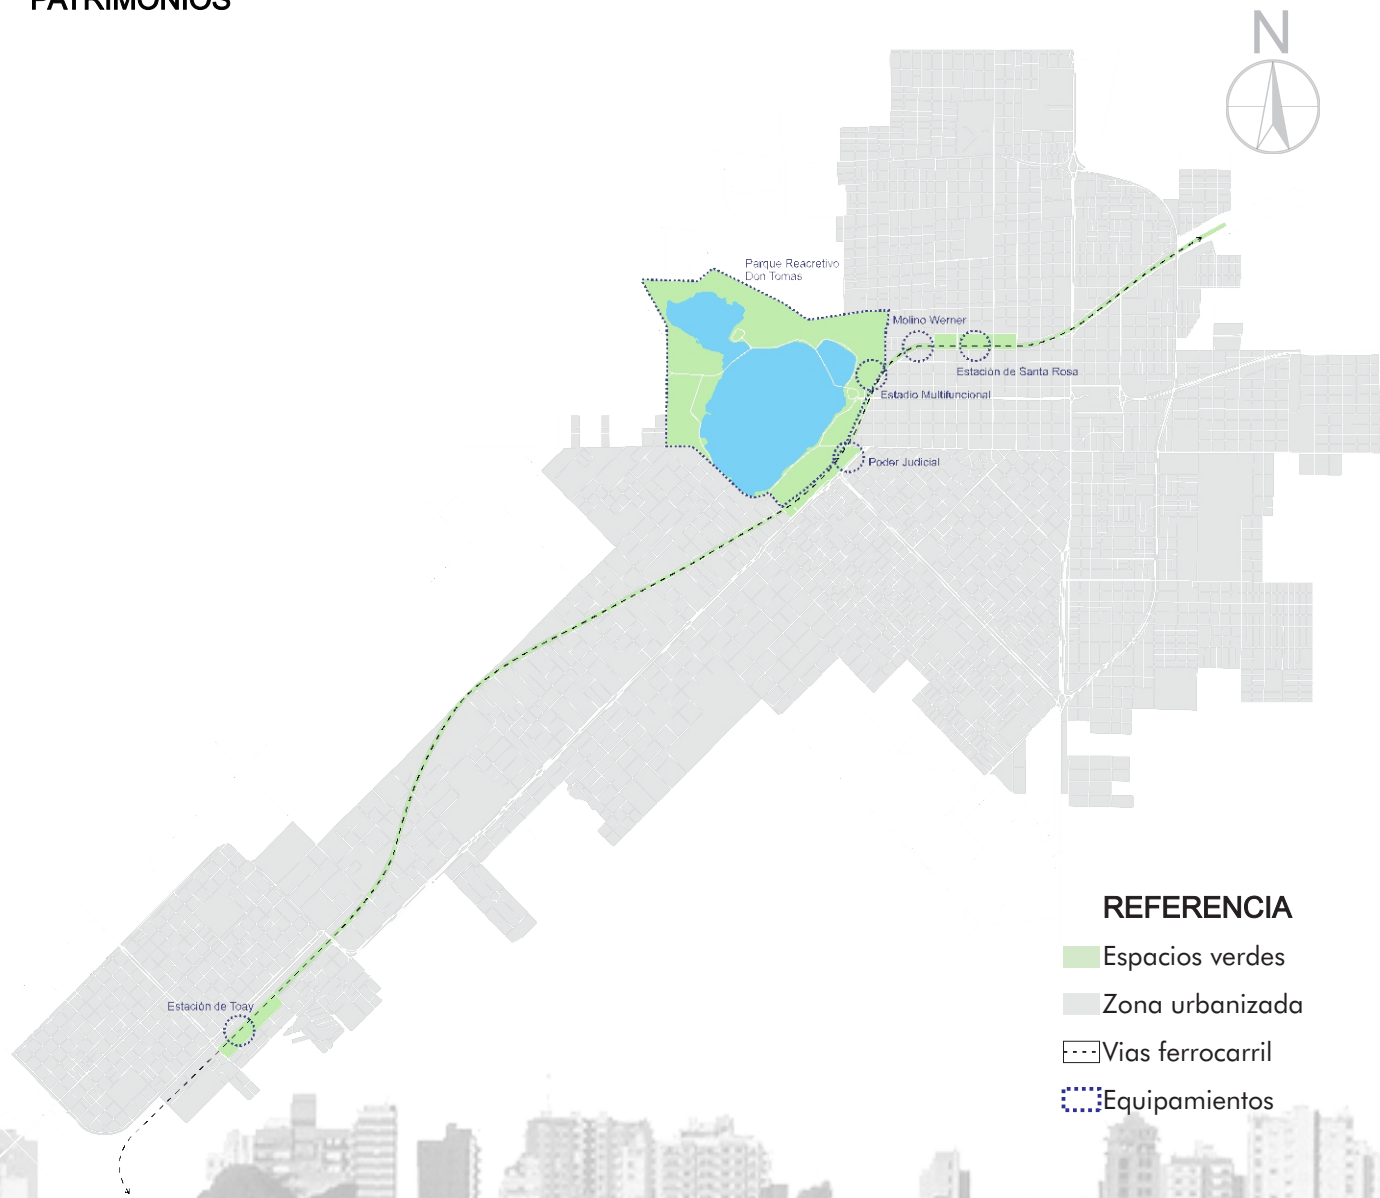 PATRIMONIOS
N
Parque Reacretivo
Don Tomas
Molino Werner
Estación de Santa Rosa
Estadio Multifuncional
Poder Judicial
Estación de Toay
REFERENCIA
Espacios verdes
Zona urbanizada
Vias ferrocarril
Equipamientos